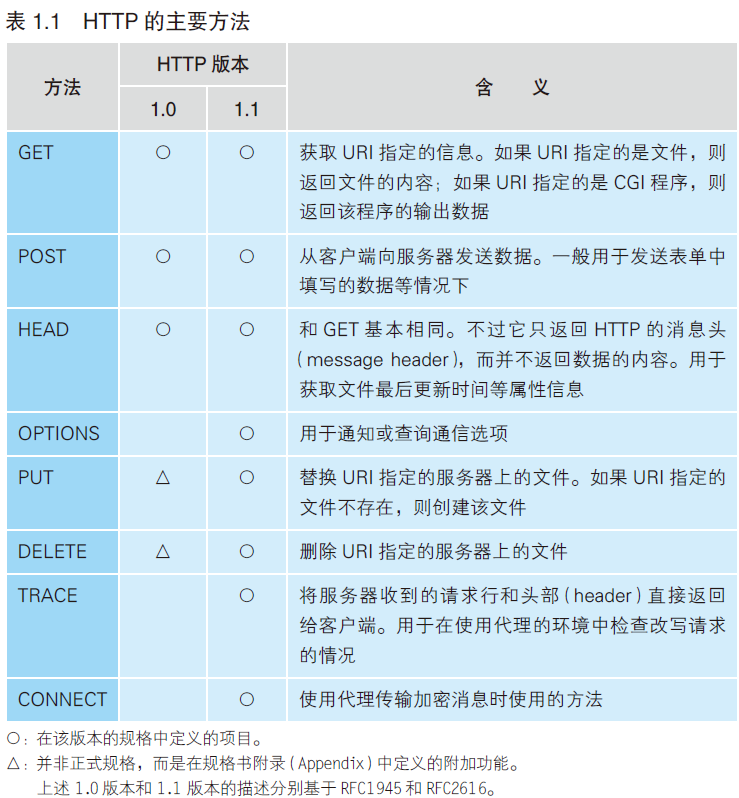 表 1.1 HTTP 的主要方法
方法 HTTP 版本 含 义
1.0 1.1
GET ○ ○ 获取 URI 指定的信息。如果 URI 指定的是文件，则
返回文件的内容；如果 URI 指定的是 CGI 程序，则
返回该程序的输出数据
POST ○ ○ 从客户端向服务器发送数据。一般用于发送表单中
填写的数据等情况下
HEAD ○ ○ 和 GET 基本相同。不过它只返回 HTTP 的消息头
(message header)，而并不返回数据的内容。用于
获取文件最后更新时间等属性信息
OPTIONS ○ 用于通知或查询通信选项
PUT △ ○ 替换 URI 指定的服务器上的文件。如果 URI 指定的
文件不存在，则创建该文件
DELETE △ ○ 删除 URI 指定的服务器上的文件
TRACE ○ 将服务器收到的请求行和头部(header)直接返回
给客户端。用于在使用代理的环境中检查改写请求
的情况
CONNECT ○ 使用代理传输加密消息时使用的方法
○：在该版本的规格中定义的项目。
△：并非正式规格，而是在规格书附录(Appendix)中定义的附加功能。
上述 1.0 版本和 1.1 版本的描述分别基于 RFC1945 和 RFC2616。